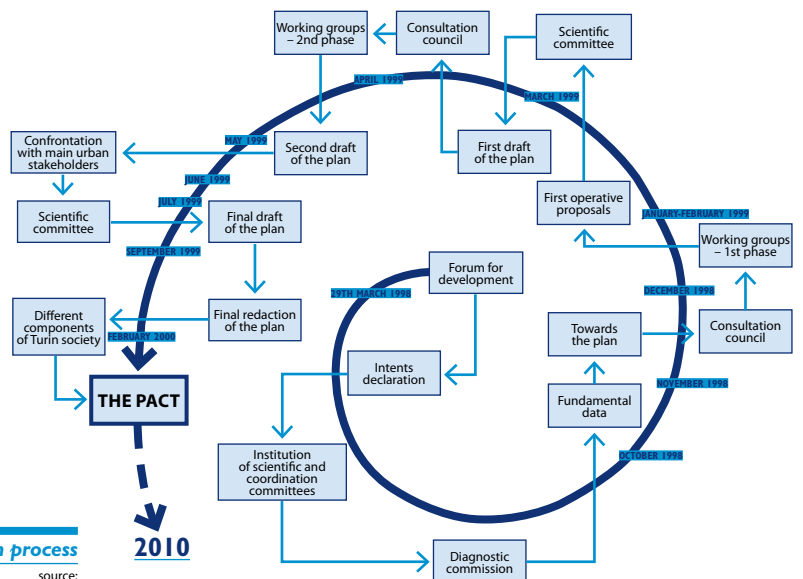 Working groups
– 2nd phase
Consultation
council
Scientific
committee
APRIL 1999
MARCH 1999
Confrontation
with main urban
stakeholders
MAY 1999
Second draft
of the plan
First draft
of the plan
JUNE 1999
JULY 1999
Scientific
committee
Final draft
of the plan
First operative
proposals
JANUARY-FEBRUARY 1999
SEPTEMBER 1999
Working groups
– 1st phase
Forum for
development
29TH MARCH 1998
DECEMBER 1998
Different
components
of Turin society
FEBRUARY 2000
Final redaction
of the plan
Towards
the plan
Consultation
council
THE PACT
Intents
declaration
NOVEMBER 1998
Fundamental
data
Institution
of scientific and
coordination
committees
OCTOBER 1998
2010
process
source:
Diagnostic
commission